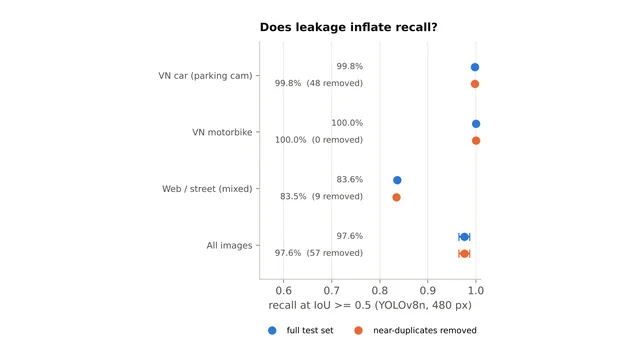 Does leakage inflate recall?
VN car (parking cam)
99.8%
99.8% (48 removed)
VN motorbike
100.0%
100.0% (0 removed)
Web / street (mixed)
83.6%
83.5% (9 removed)
All images
97.6%
97.6% (57 removed)
0.6 0.7 0.8 0.9 1.0
recall at IoU >= 0.5 (YOLOv8n, 480 px)
full test set near-duplicates removed